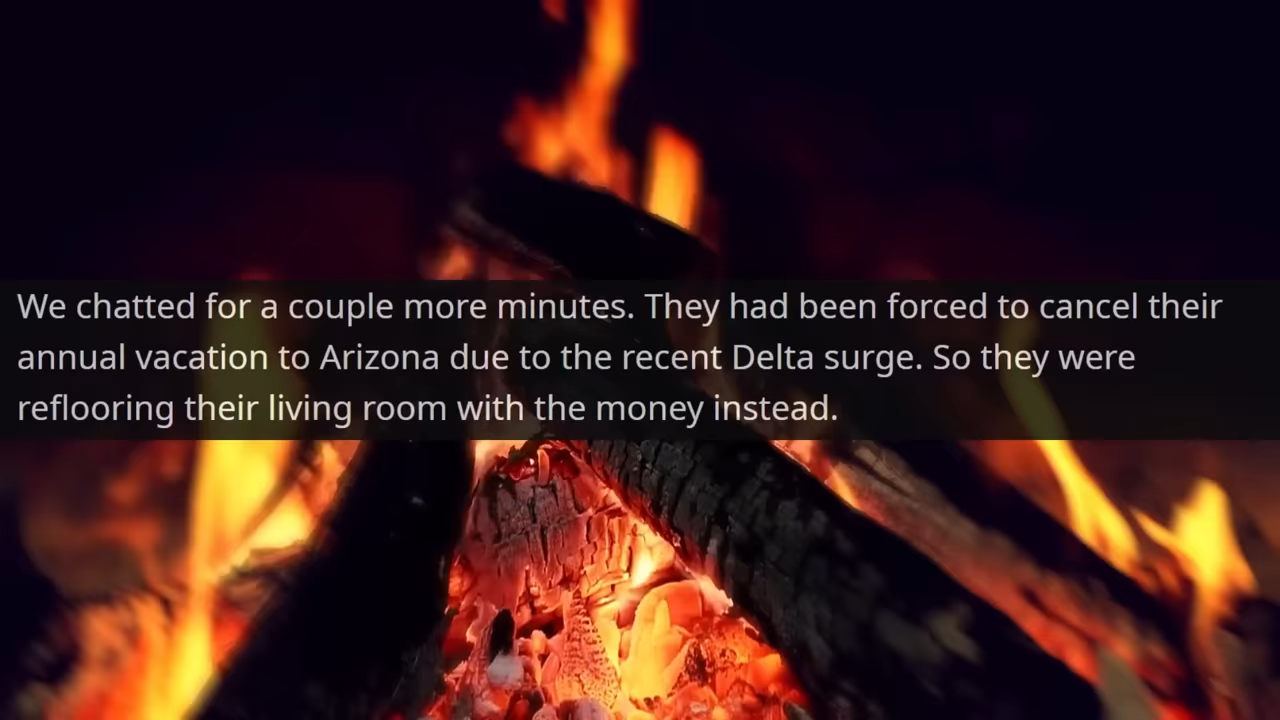 We chatted for a couple more minutes. They had been forced to cancel their
annual vacation to Arizona due to the recent Delta surge. So they were
reflooring their living room with the money instead.